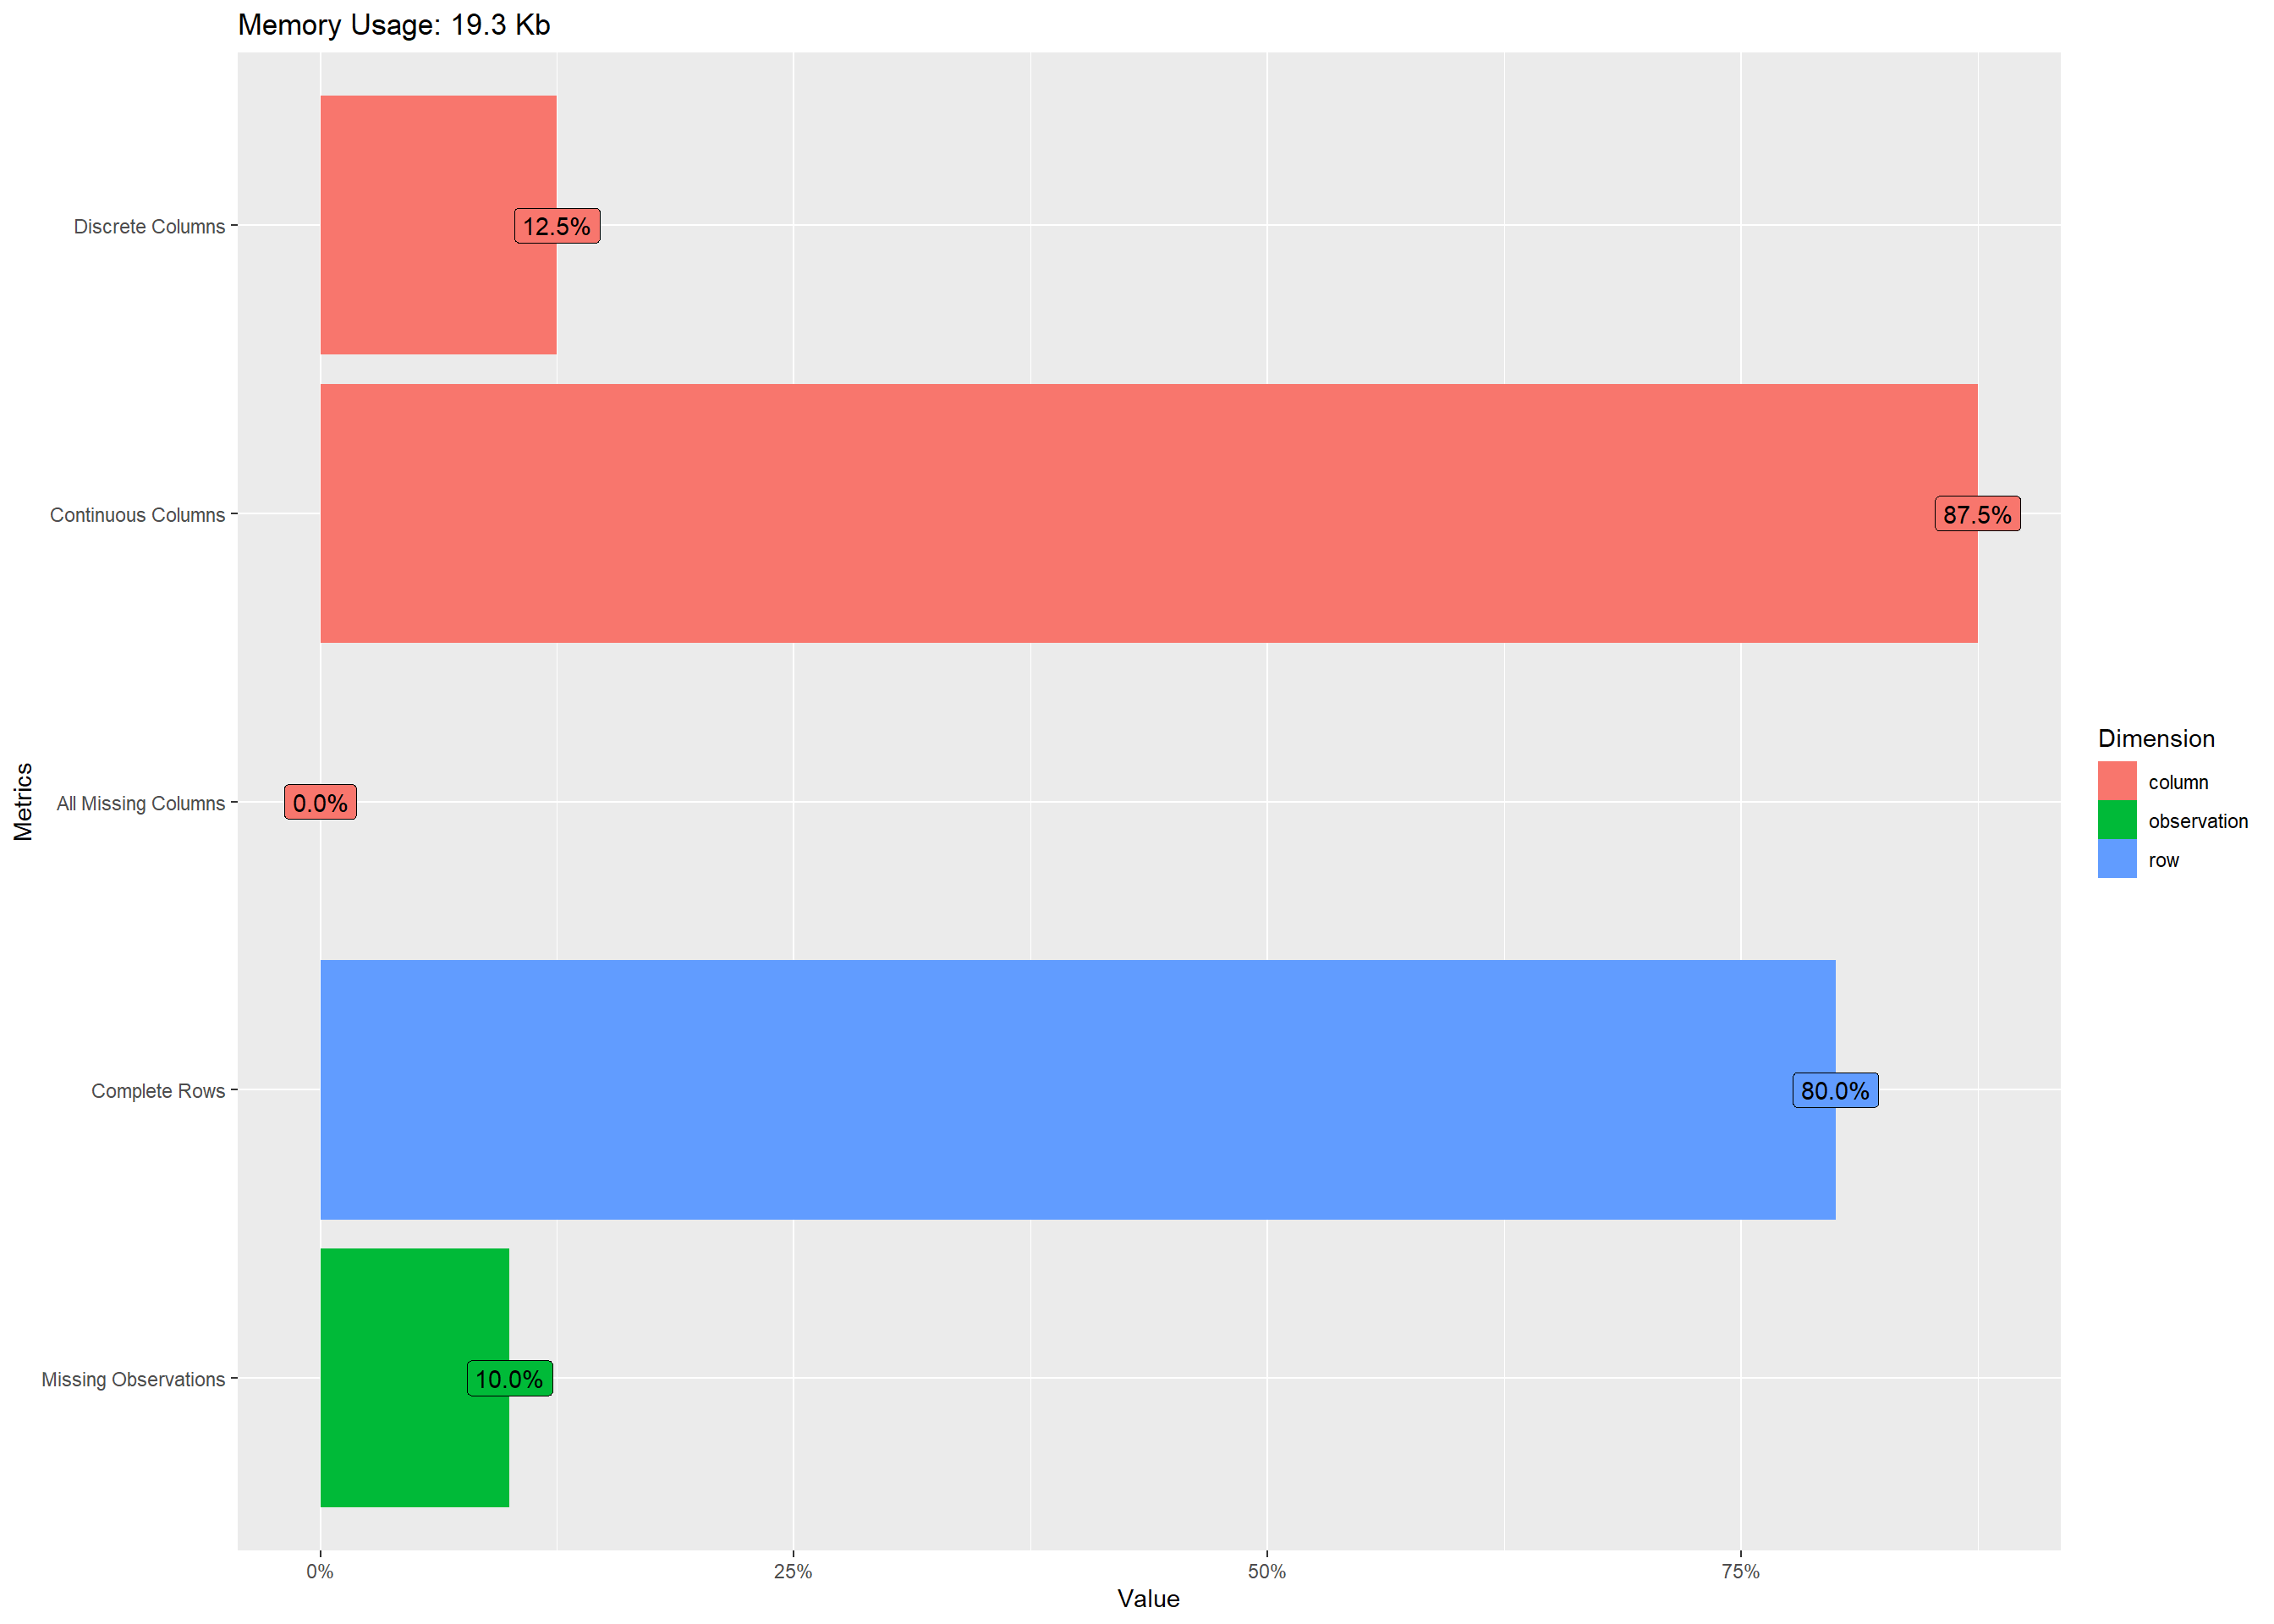 Memory Usage: 19.3 Kb
Discrete Columns
12.5%
Continuous Columns
87.5%
All Missing Columns
0.0%
Complete Rows
80.0%
Missing Observations
10.0%
Metrics
0% 25% 50% 75%
Value
Dimension
column
observation
row